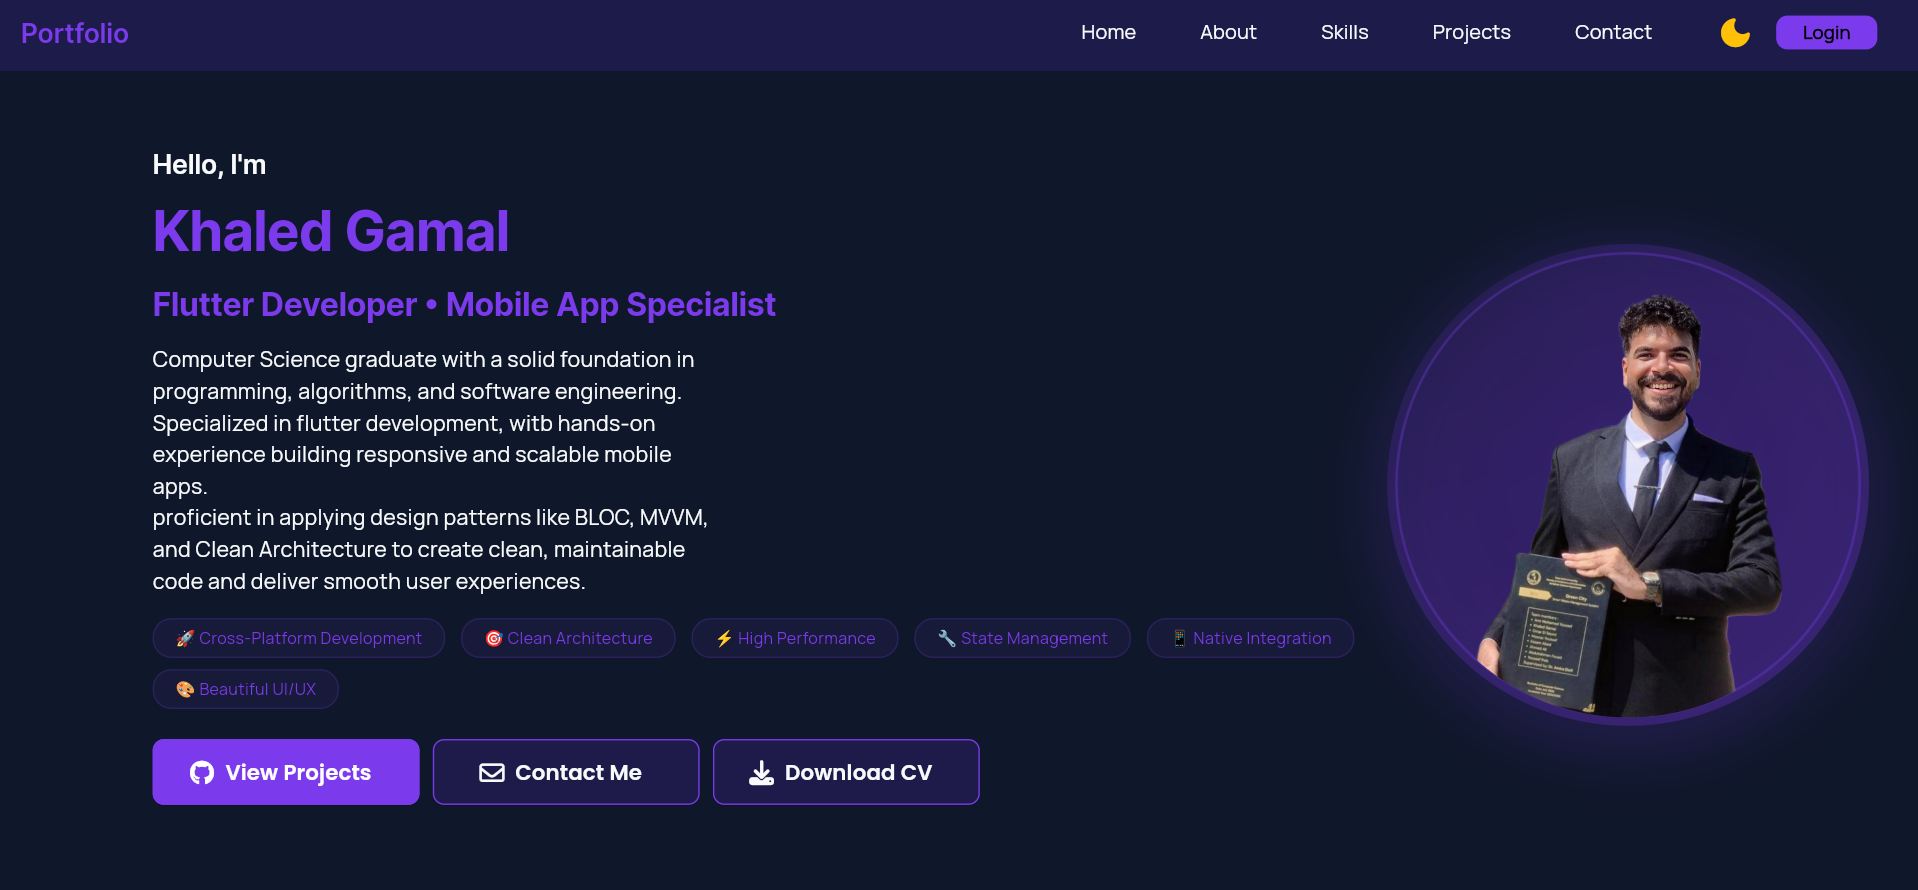 Portfolio
Home
About
Skills
Projects
Contact
Login
Hello, I'm
Khaled Gamal
Flutter Developer • Mobile App Specialist
Computer Science graduate with a solid foundation in
programming, algorithms, and software engineering.
Specialized in flutter development, witb hands-on
experience building responsive and scalable mobile
apps.
proficient in applying design patterns like BLOC, MVVM,
and Clean Architecture to create clean, maintainable
code and deliver smooth user experiences.
🚀 Cross-Platform Development
🎯 Clean Architecture
⚡ High Performance
🔧 State Management
📱 Native Integration
🎨 Beautiful UI/UX
View Projects
Contact Me
Download CV
Green City